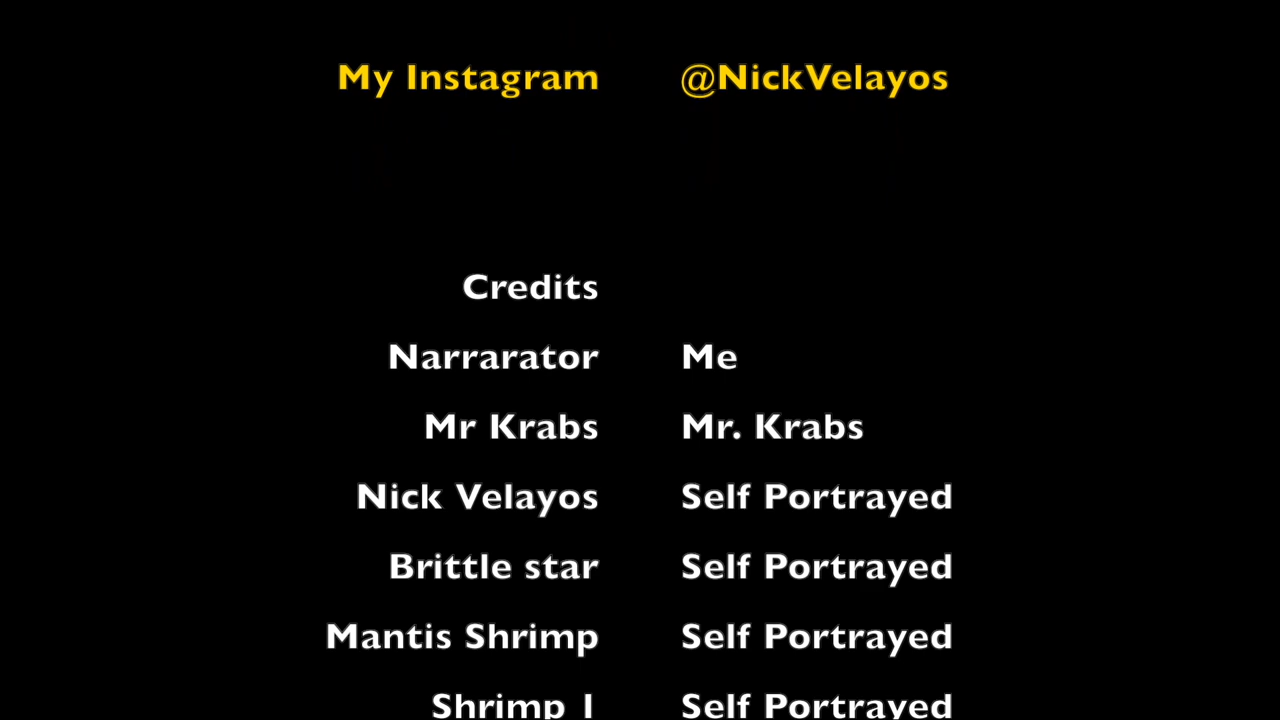 My Instagram @NickVelayos
Credits
Narrarator Me
Mr Krabs Mr. Krabs
Nick Velayos Self Portrayed
Brittle star Self Portrayed
Mantis Shrimp Self Portrayed
Shrimp 1 Self Portrayed